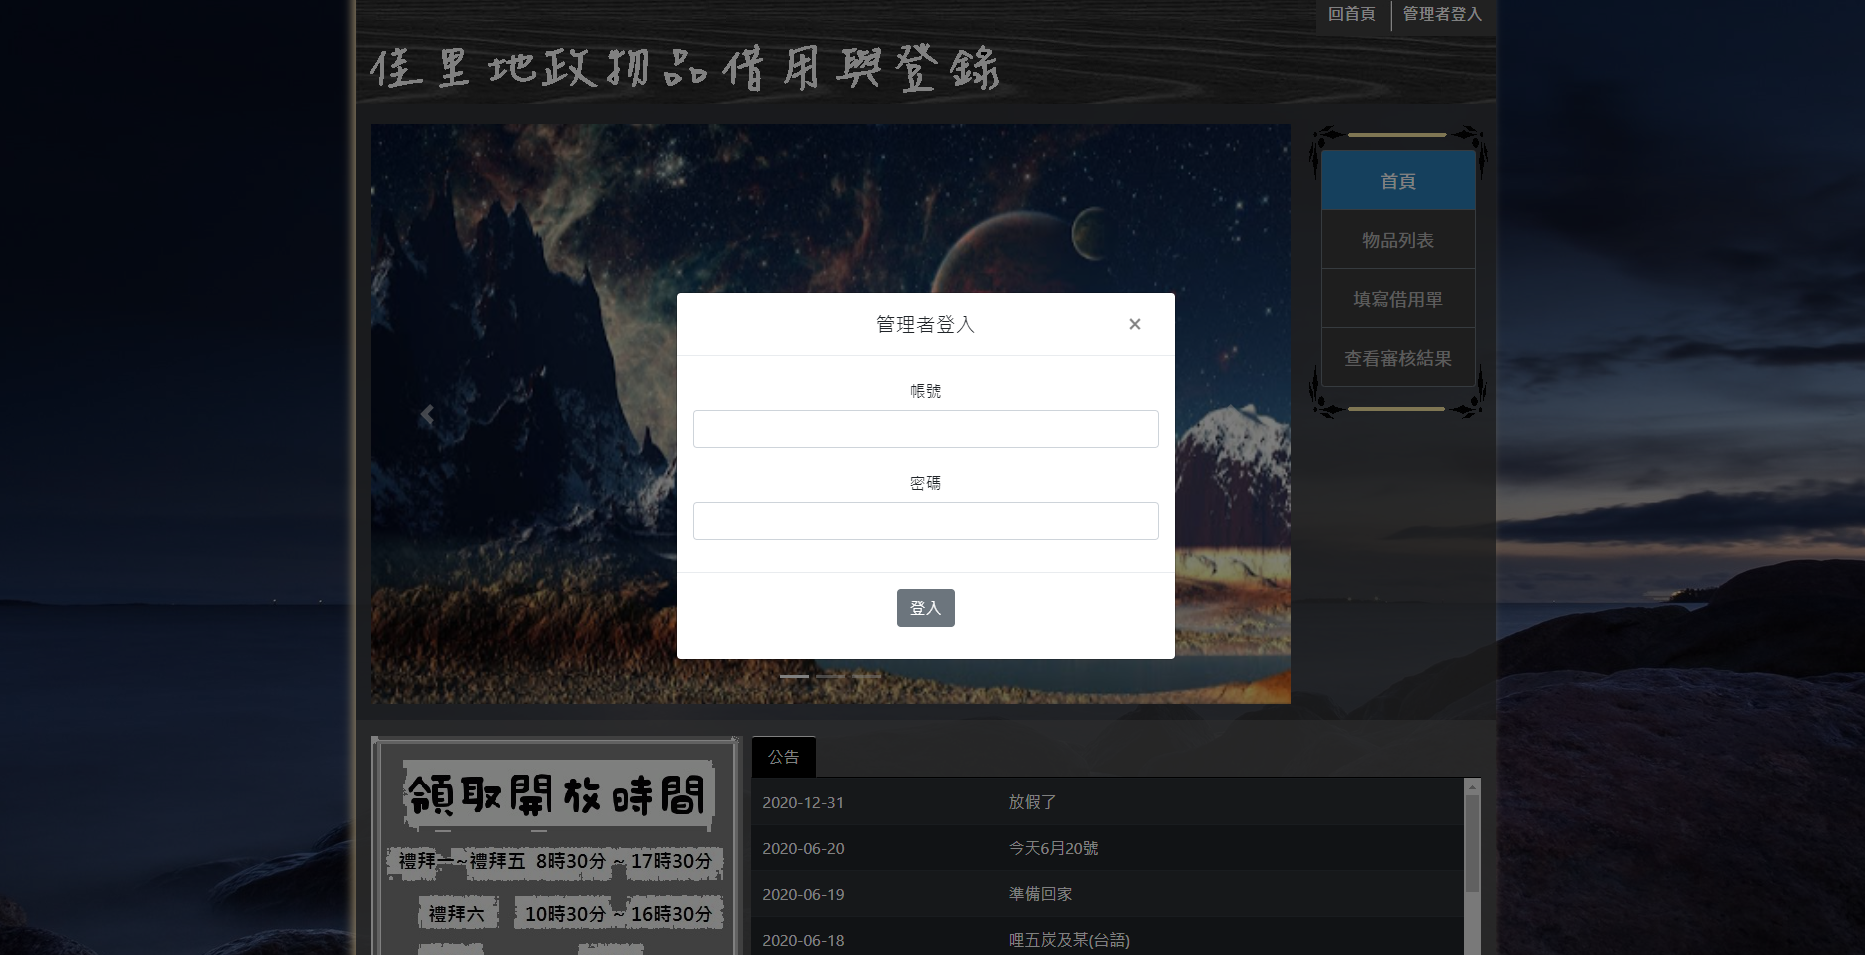 回首頁
管理者登入
佳里地政物品借用與登錄
首頁
物品列表
填寫借用單
查看審核結果
管理者登入
×
帳號
密碼
登入
領取開放時間
禮拜一~禮拜五 8時30分 ~ 17時30分
禮拜六 10時30分 ~ 16時30分
公告
2020-12-31 放假了
2020-06-20 今天6月20號
2020-06-19 準備回家
2020-06-18 哩五炭及某(台語)